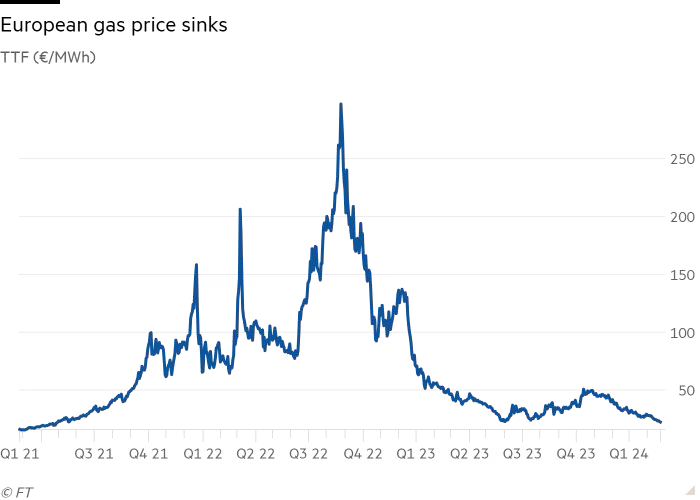 European gas price sinks
TTF (€/MWh)
250
200
150
100
50
Q1 21 Q3 21 Q4 21 Q1 22 Q2 22 Q3 22 Q4 22 Q1 23 Q2 23 Q3 23 Q4 23 Q1 24
© FT